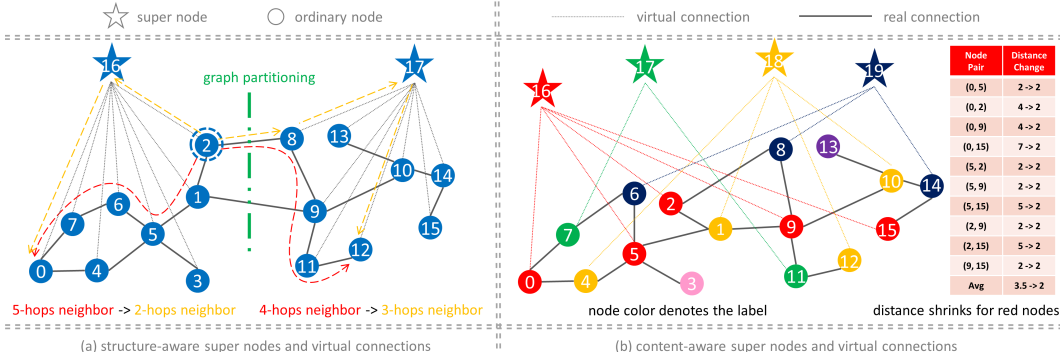 super node
ordinary node
virtual connection
real connection
16
17
graph partitioning
2
8
13
10
14
1
9
15
6
7
5
0
4
3
11
12
5-hops neighbor -> 2-hops neighbor
4-hops neighbor -> 3-hops neighbor
(a) structure-aware super nodes and virtual connections
16
17
18
19
8
13
10
14
6
2
1
9
15
7
5
0
4
3
11
12
node color denotes the label
distance shrinks for red nodes
(b) content-aware super nodes and virtual connections
Node Pair Distance Change
(0, 5) 2 -> 2
(0, 2) 4 -> 2
(0, 9) 4 -> 2
(0, 15) 7 -> 2
(5, 2) 2 -> 2
(5, 9) 2 -> 2
(5, 15) 5 -> 2
(2, 9) 2 -> 2
(2, 15) 5 -> 2
(9, 15) 2 -> 2
Avg 3.5 -> 2